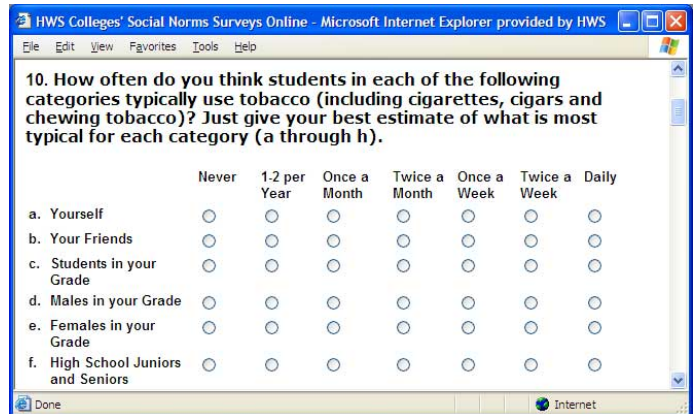 HWS Colleges' Social Norms Surveys Online - Microsoft Internet Explorer provided by HWS
File Edit View Favorites Tools Help
10. How often do you think students in each of the following
categories typically use tobacco (including cigarettes, cigars and
chewing tobacco)? Just give your best estimate of what is most
typical for each category (a through h).
Never 1-2 per Once a Twice a Once a Twice a Daily
Year Month Month Week Week
a. Yourself
b. Your Friends
c. Students in your
Grade
d. Males in your Grade
e. Females in your
Grade
f. High School Juniors
and Seniors
Done Internet